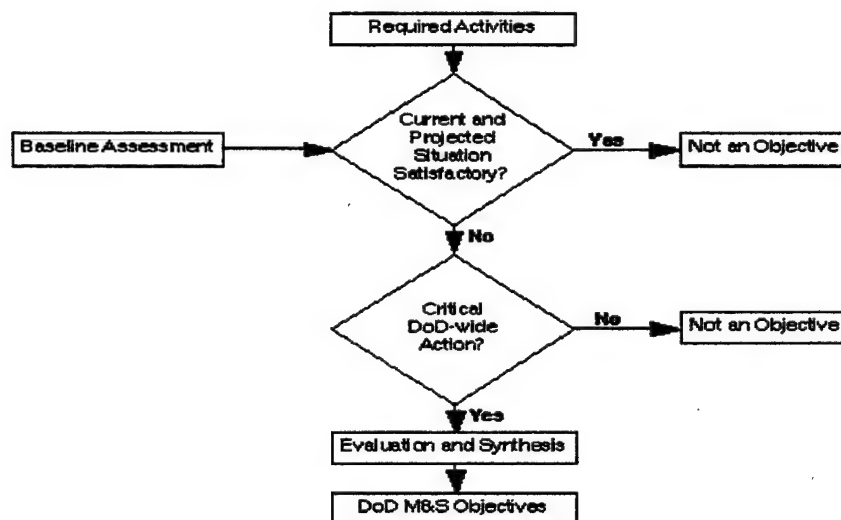 Required Activities
Current and
Projected
Situation
Satisfactory?
Baseline Assessment
Yes
Not an Objective
No
Critical
DoD-wide
Action?
No
Not an Objective
Yes
Evaluation and Synthesis
DoD M&S Objectives